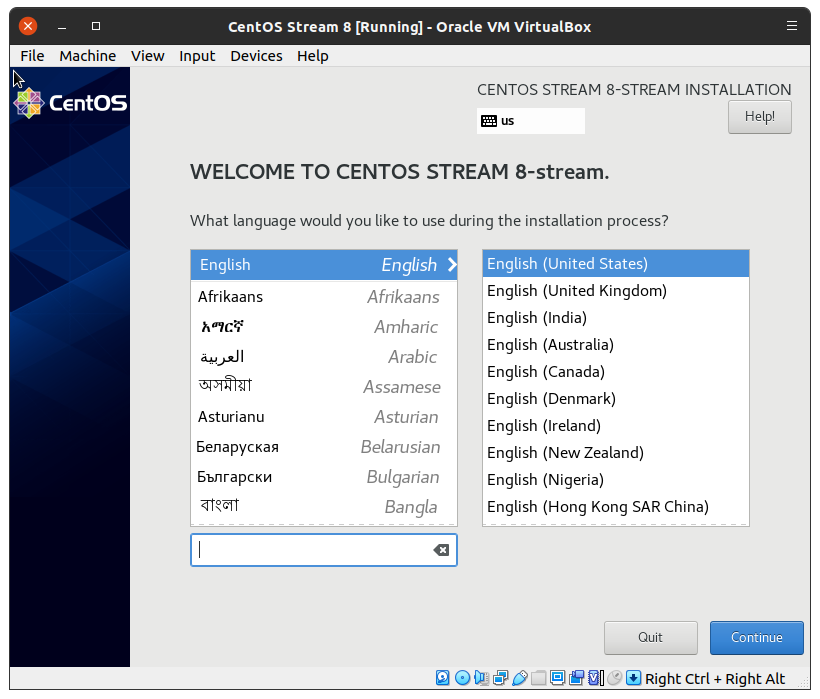 CentOS Stream 8 [Running] - Oracle VM VirtualBox
File Machine View Input Devices Help
CentOS
CENTOS STREAM 8-STREAM INSTALLATION
us
Help!
WELCOME TO CENTOS STREAM 8-stream.
What language would you like to use during the installation process?
English English
Afrikaans Afrikaans
አማርኛ Amharic
العربية Arabic
অসমীয়া Assamese
Asturianu Asturian
Беларуская Belarusian
Български Bulgarian
বাংলা Bangla
English (United States)
English (United Kingdom)
English (India)
English (Australia)
English (Canada)
English (Denmark)
English (Ireland)
English (New Zealand)
English (Nigeria)
English (Hong Kong SAR China)
Quit Continue
Right Ctrl + Right Alt